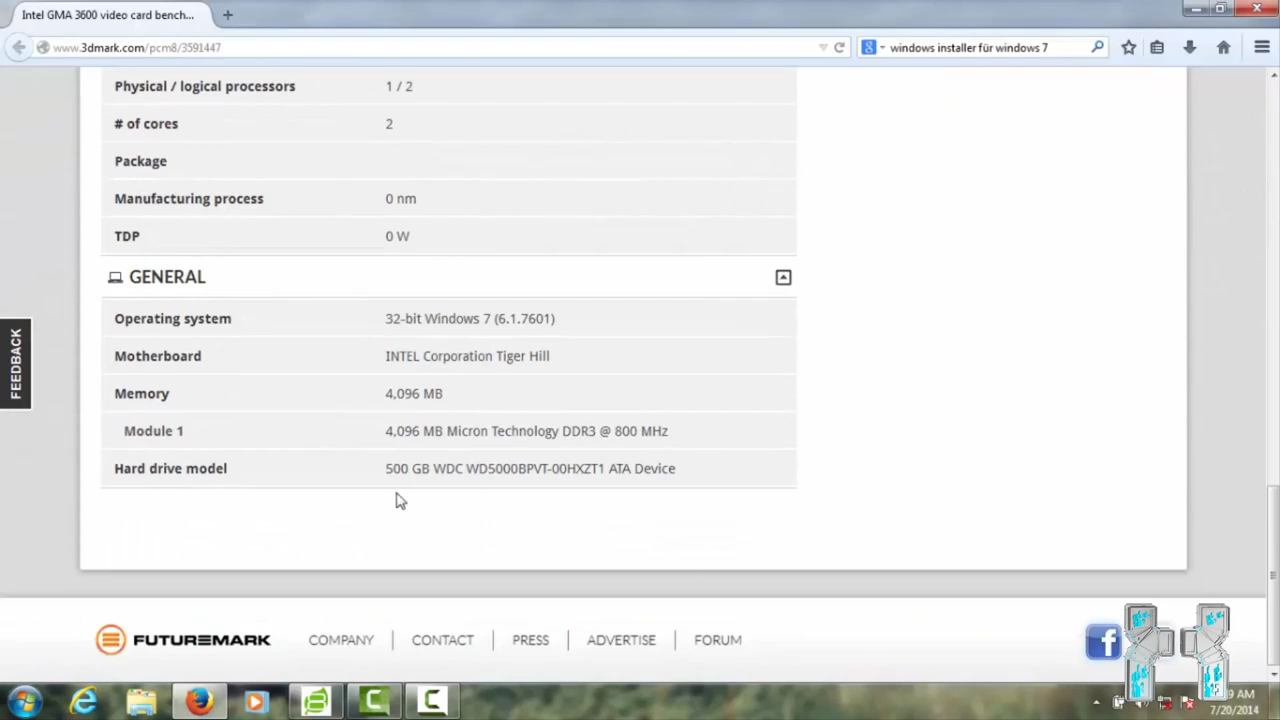 Intel GMA 3600 video card bench...
www.3dmark.com/pcm8/3591447
windows installer für windows 7
Physical / logical processors 1 / 2
# of cores 2
Package
Manufacturing process 0 nm
TDP 0 W
GENERAL
Operating system 32-bit Windows 7 (6.1.7601)
Motherboard INTEL Corporation Tiger Hill
Memory 4,096 MB
Module 1 4,096 MB Micron Technology DDR3 @ 800 MHz
Hard drive model 500 GB WDC WD5000BPVT-00HXZT1 ATA Device
FEEDBACK
FUTUREMARK COMPANY CONTACT PRESS ADVERTISE FORUM
9 AM
7/20/2014